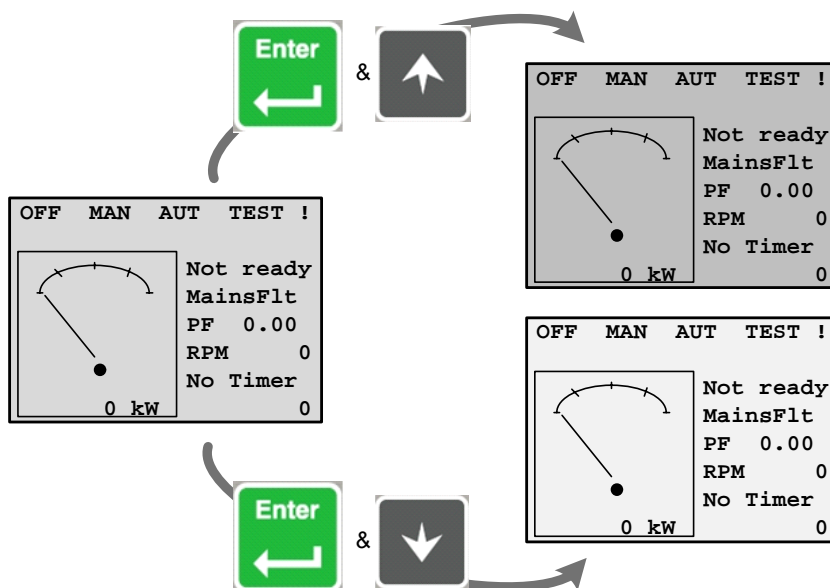 Enter
&
OFF MAN AUT TEST !
Not ready
MainsFlt
PF 0.00
RPM 0
No Timer
0 kW 0
OFF MAN AUT TEST !
Not ready
MainsFlt
PF 0.00
RPM 0
No Timer
0 kW 0
OFF MAN AUT TEST !
Not ready
MainsFlt
PF 0.00
RPM 0
No Timer
0 kW 0
Enter
&